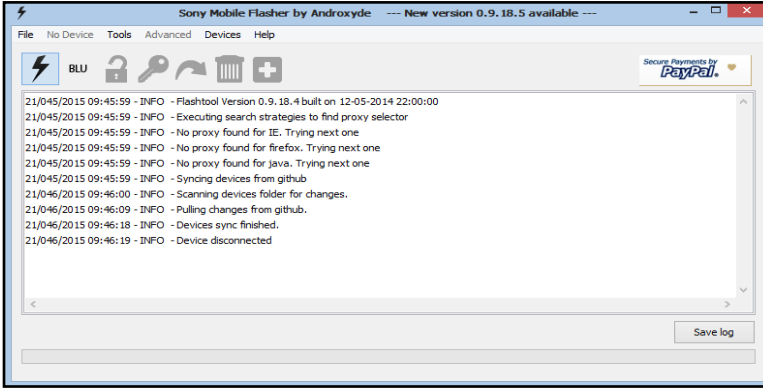 Sony Mobile Flasher by Androxyde --- New version 0.9.18.5 available ---
File No Device Tools Advanced Devices Help
BLU
Secure Payments by
PayPal.
21/045/2015 09:45:59 - INFO - Flashtool Version 0.9.18.4 built on 12-05-2014 22:00:00
21/045/2015 09:45:59 - INFO - Executing search strategies to find proxy selector
21/045/2015 09:45:59 - INFO - No proxy found for IE. Trying next one
21/045/2015 09:45:59 - INFO - No proxy found for firefox. Trying next one
21/045/2015 09:45:59 - INFO - No proxy found for java. Trying next one
21/045/2015 09:45:59 - INFO - Syncing devices from github
21/046/2015 09:46:00 - INFO - Scanning devices folder for changes.
21/046/2015 09:46:09 - INFO - Pulling changes from github.
21/046/2015 09:46:18 - INFO - Devices sync finished.
21/046/2015 09:46:19 - INFO - Device disconnected
Save log